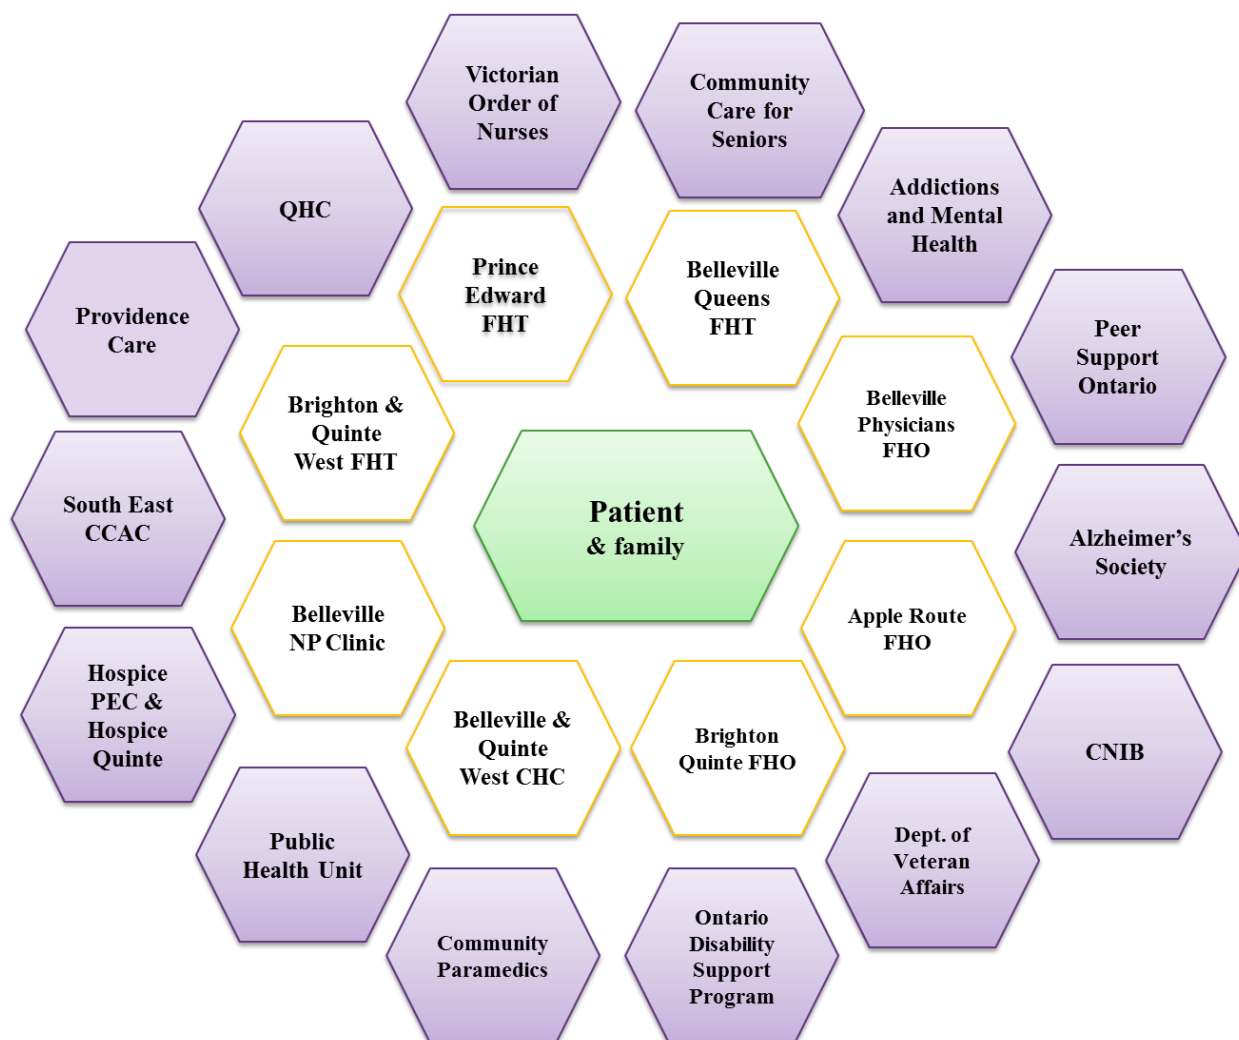 Victorian
Order of
Nurses
Community
Care for
Seniors
QHC
Addictions
and Mental
Health
Prince
Edward
FHT
Belleville
Queens
FHT
Providence
Care
Peer
Support
Ontario
Brighton &
Quinte
West FHT
Belleville
Physicians
FHO
South East
CCAC
Patient
& family
Alzheimer’s
Society
Belleville
NP Clinic
Apple Route
FHO
Hospice
PEC &
Hospice
Quinte
Belleville &
Quinte
West CHC
Brighton
Quinte FHO
CNIB
Public
Health Unit
Dept. of
Veteran
Affairs
Community
Paramedics
Ontario
Disability
Support
Program